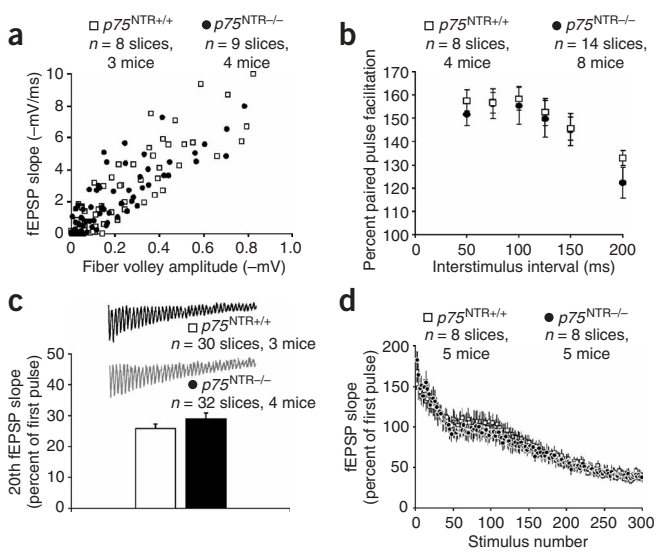 a
□ p75NTR+/+
n = 8 slices,
3 mice
● p75NTR–/–
n = 9 slices,
4 mice
fEPSP slope (–mV/ms)
10
8
6
4
2
0
0 0.2 0.4 0.6 0.8 1.0
Fiber volley amplitude (–mV)
b
□ p75NTR+/+
n = 8 slices,
4 mice
● p75NTR–/–
n = 14 slices,
8 mice
Percent paired pulse facilitation
170
160
150
140
130
120
110
100
0 50 100 150 200
Interstimulus interval (ms)
c
□ p75NTR+/+
n = 30 slices, 3 mice
● p75NTR–/–
n = 32 slices, 4 mice
20th fEPSP slope
(percent of first pulse)
50
40
30
20
10
0
d
□ p75NTR+/+
n = 8 slices,
5 mice
● p75NTR–/–
n = 8 slices,
5 mice
fEPSP slope
(percent of first pulse)
200
150
100
50
0
0 50 100 150 200 250 300
Stimulus number